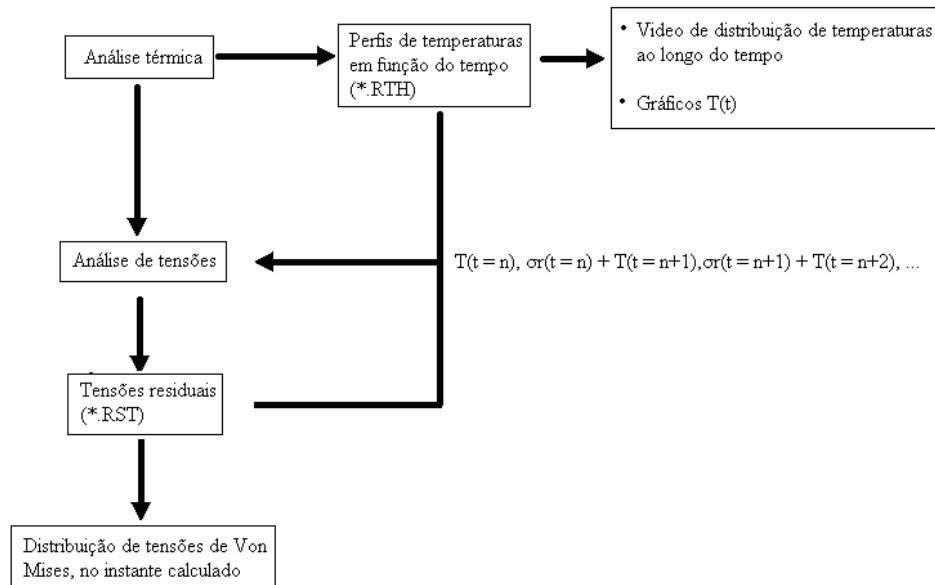 Análise térmica
Perfis de temperaturas
em função do tempo
(*.RTH)
• Video de distribuição de temperaturas
ao longo do tempo
• Gráficos T(t)
Análise de tensões
T(t = n), σr(t = n) + T(t = n+1),σr(t = n+1) + T(t = n+2), ...
Tensões residuais
(*.RST)
Distribuição de tensões de Von
Mises, no instante calculado